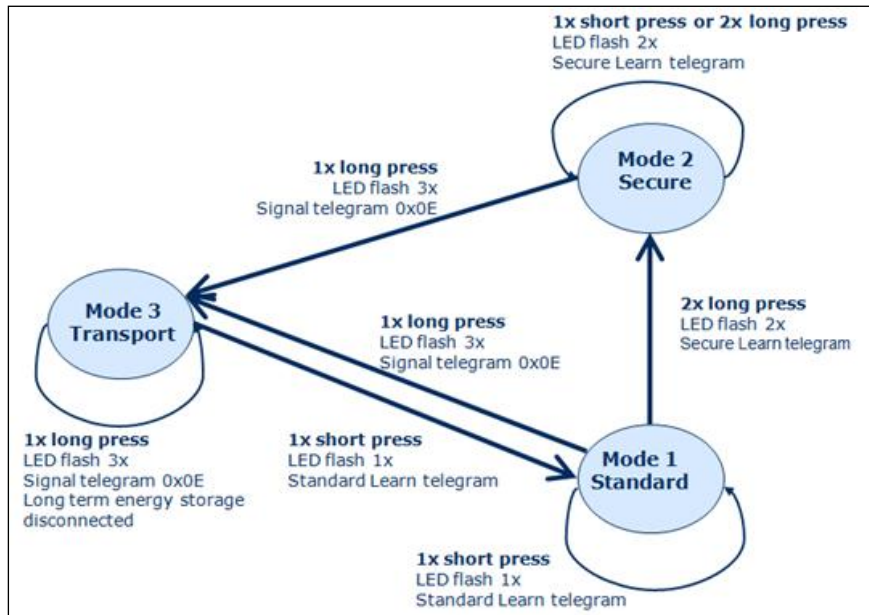 1x short press or 2x long press
LED flash 2x
Secure Learn telegram
Mode 2
Secure
1x long press
LED flash 3x
Signal telegram 0x0E
Mode 3
Transport
1x long press
LED flash 3x
Signal telegram 0x0E
2x long press
LED flash 2x
Secure Learn telegram
1x long press
LED flash 3x
Signal telegram 0x0E
Long term energy storage
disconnected
1x short press
LED flash 1x
Standard Learn telegram
Mode 1
Standard
1x short press
LED flash 1x
Standard Learn telegram